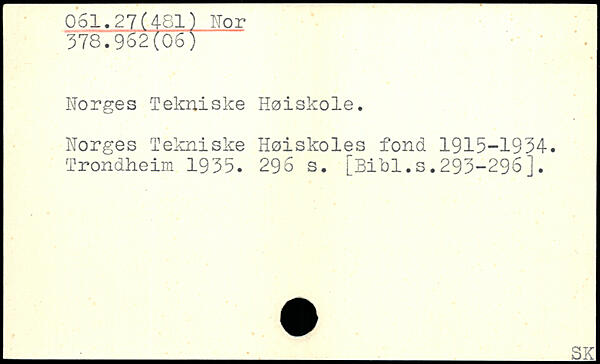 061.27(481) Nor
378.962(06)
Norges Tekniske Høiskole.
Norges Tekniske Høiskoles fond 1915-1934.
Trondheim 1935. 296 s. [Bibl.s.293-296].
SK